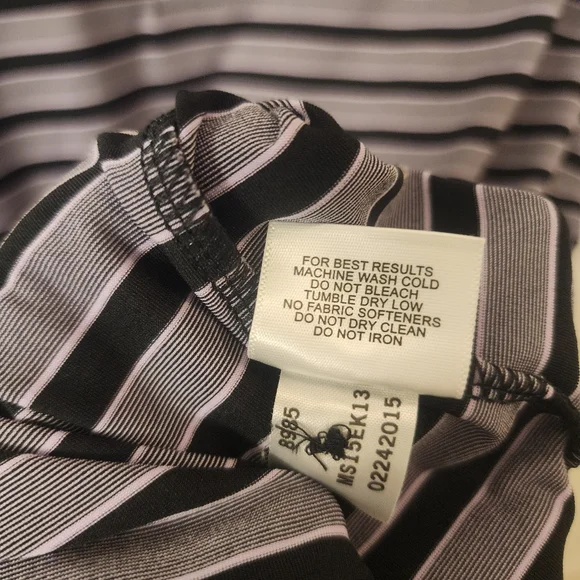 FOR BEST RESULTS
MACHINE WASH COLD
DO NOT BLEACH
TUMBLE DRY LOW
NO FABRIC SOFTENERS
DO NOT DRY CLEAN
DO NOT IRON
MS15EK13
02242015